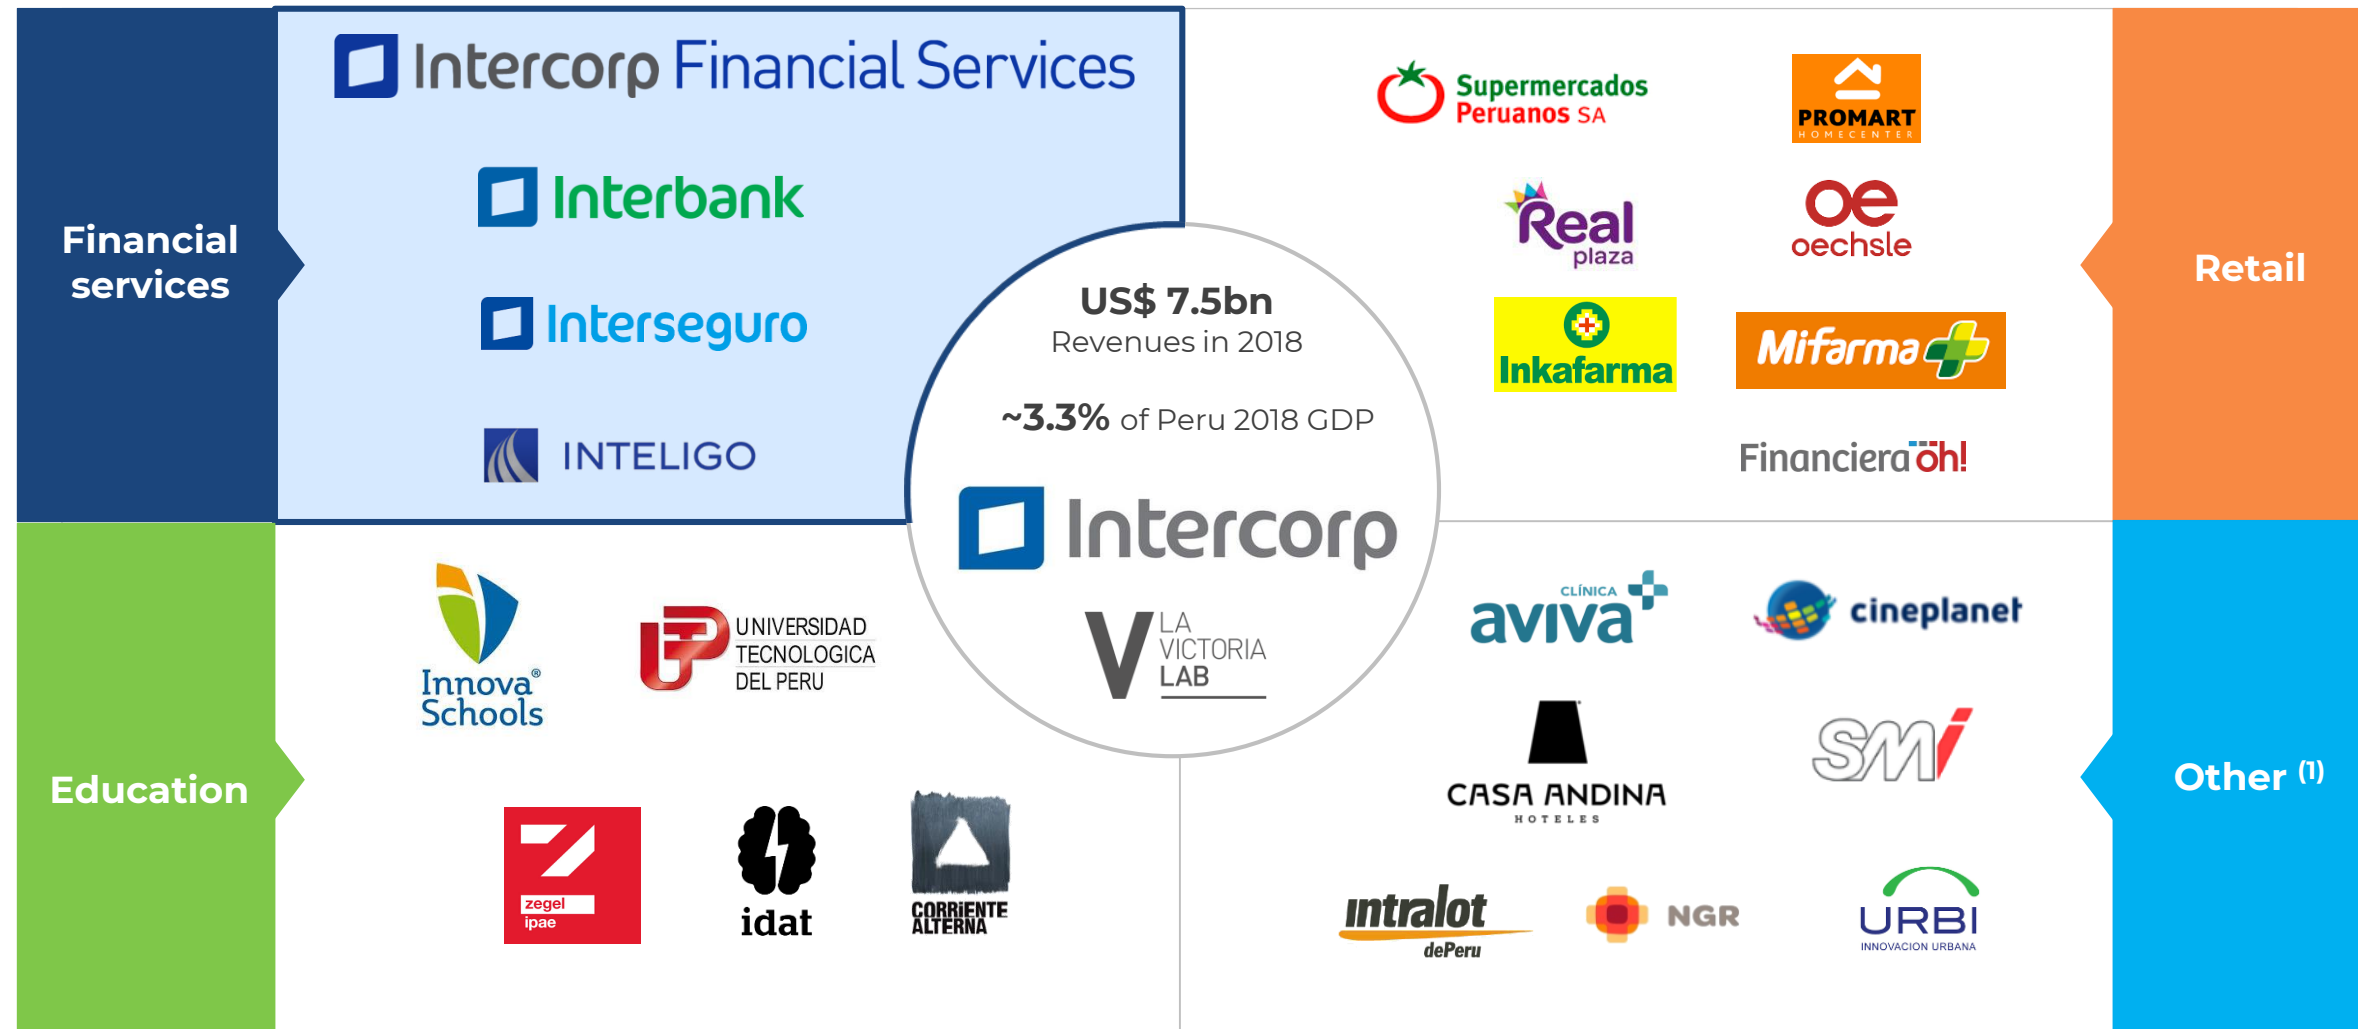 Financial
services
Intercorp Financial Services
Interbank
Interseguro
INTELIGO
US$ 7.5bn
Revenues in 2018
~3.3% of Peru 2018 GDP
Intercorp
V LA
VICTORIA
LAB
Supermercados
Peruanos SA
PROMART
HOMECENTER
Real
plaza
oe
oechsle
Inkafarma
Mifarma
Financiera oh!
Retail
Education
Innova®
Schools
UTP
UNIVERSIDAD
TECNOLOGICA
DEL PERU
zegel
ipae
idat
CORRiENTE
ALTERNA
CLÍNICA
aviva
cineplanet
CASA ANDINA
HOTELES
SMi
intralot
dePeru
NGR
URBI
INNOVACION URBANA
Other (1)